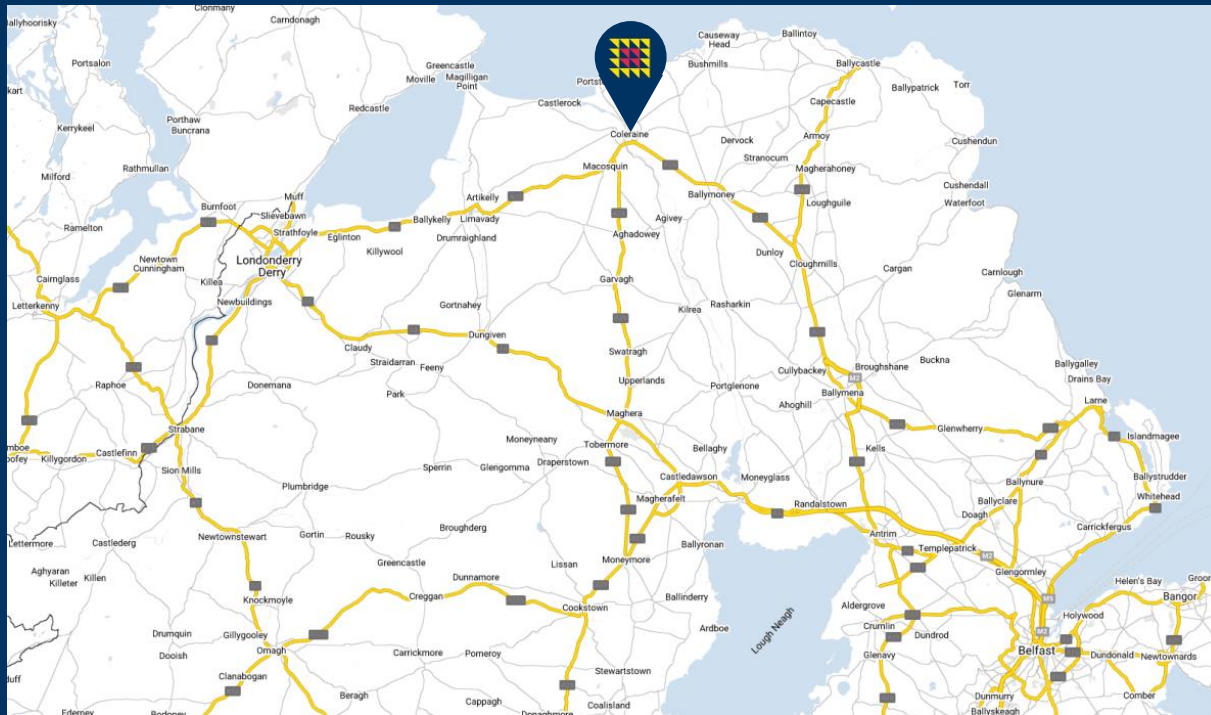 Clonmany
Carndonagh
Ballyhoorisky
Portsalon
Greencastle
Moville
Magilligan
Point
Causeway
Head
Ballintoy
Bushmills
Ballycastle
Ballypatrick
Torr
Castlerock
Capecastle
Redcastle
Porthaw
Buncrana
Kerrykeel
Coleraine
Dervock
Armoy
Cushendun
Stranocum
Macosquin
Magherahoney
Rathmullan
Milford
Cushendall
Ballymoney
Muff
Artikelly
Loughguile
Waterfoot
Burnfoot
Slievebawn
Ballykelly
Limavady
Agivey
Ramelton
Strathfoyle
Eglinton
Drumraighland
Aghadowey
Killywool
Dunloy
Newtown
Cunningham
Londonderry
Derry
Cloughmills
Cargan
Carnlough
Cairnglass
Killea
Garvagh
Glenarm
Letterkenny
Newbuildings
Gortnahey
Kilrea
Rasharkin
Dungiven
Claudy
Swatragh
Buckna
Ballygalley
Straidarran
Feeny
Cullybackey
Broughshane
M2
Drains Bay
Raphoe
Donemana
Park
Upperlands
Portglenone
Ballymena
Ahoghill
Larne
Maghera
Strabane
Glenwherry
Islandmagee
Moneyneany
Tobermore
Bellaghy
Kells
Castlefinn
Killygordon
Sion Mills
Sperrin
Glengomma
Draperstown
Castledawson
Moneyglass
Ballynure
Ballystrudder
Plumbridge
Magherafelt
Randalstown
Ballyclare
Whitehead
Doagh
Broughderg
Carrickfergus
Lettermore
Castlederg
Newtownstewart
Gortin
Rousky
Ballyronan
Antrim
Templepatrick
M2
Greencastle
Lissan
Moneymore
Aghyaran
Killeter
Killen
Dunnamore
Glengormley
Helen's Bay
Creggan
Ballinderry
Bangor
Knockmoyle
Cookstown
Aldergrove
M5
Holywood
Drumquin
Gillygooley
Ardboe
Lough Neagh
Crumlin
Dundrod
M2
Dooish
Omagh
Carrickmore
Pomeroy
Glenavy
Belfast
Dundonald
Newtownards
Clanabogan
Stewartstown
Beragh
Cappagh
Coalisland
Dunmurry
Comber
Ballyskeagh